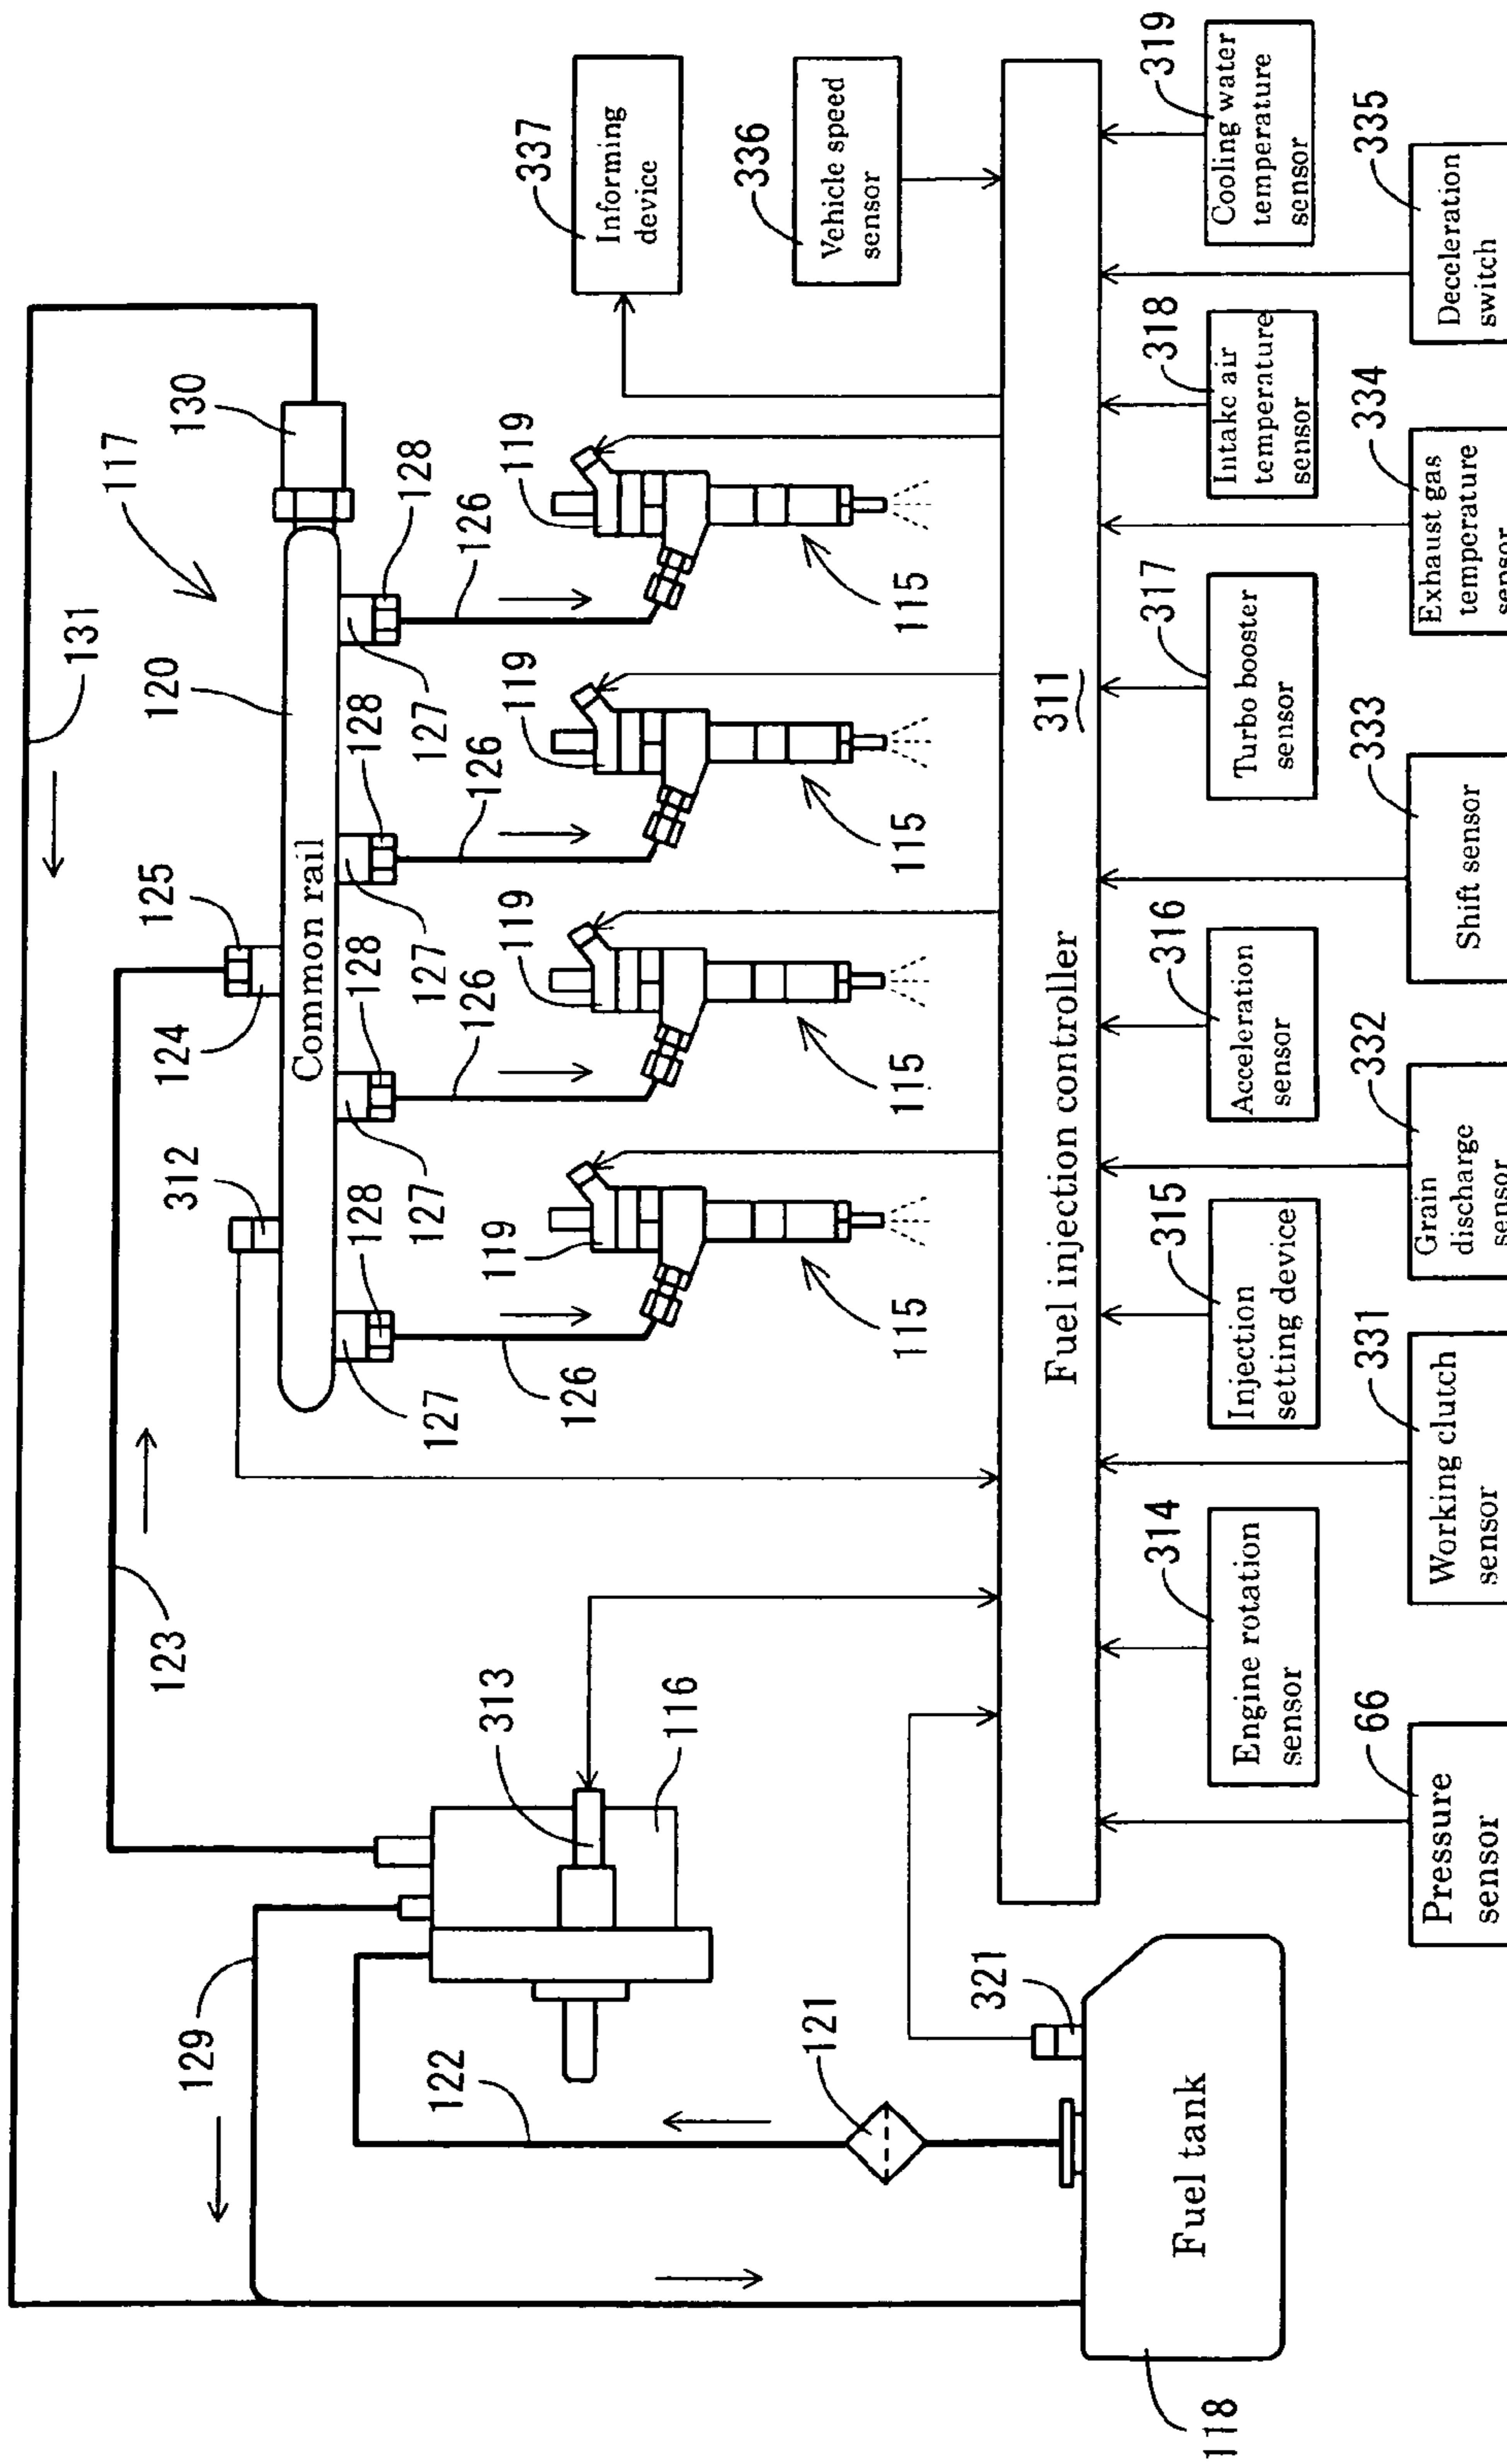 131
117
123
120
125
129
312
130
124
Common rail
128
128
128
128
127
127
127
127
122
126
126
126
313
119
119
119
119
337
126
Informing
device
116
336
Vehicle speed
sensor
121
115
115
115
115
321
Fuel injection controller
311
314
315
316
317
318
319
Fuel tank
118
Engine rotation
sensor
Injection
setting device
Acceleration
sensor
Turbo booster
sensor
Intake air
temperature
sensor
Cooling water
temperature
sensor
66
331
332
333
334
335
Pressure
sensor
Working clutch
sensor
Grain
discharge
sensor
Shift sensor
Exhaust gas
temperature
sensor
Deceleration
switch